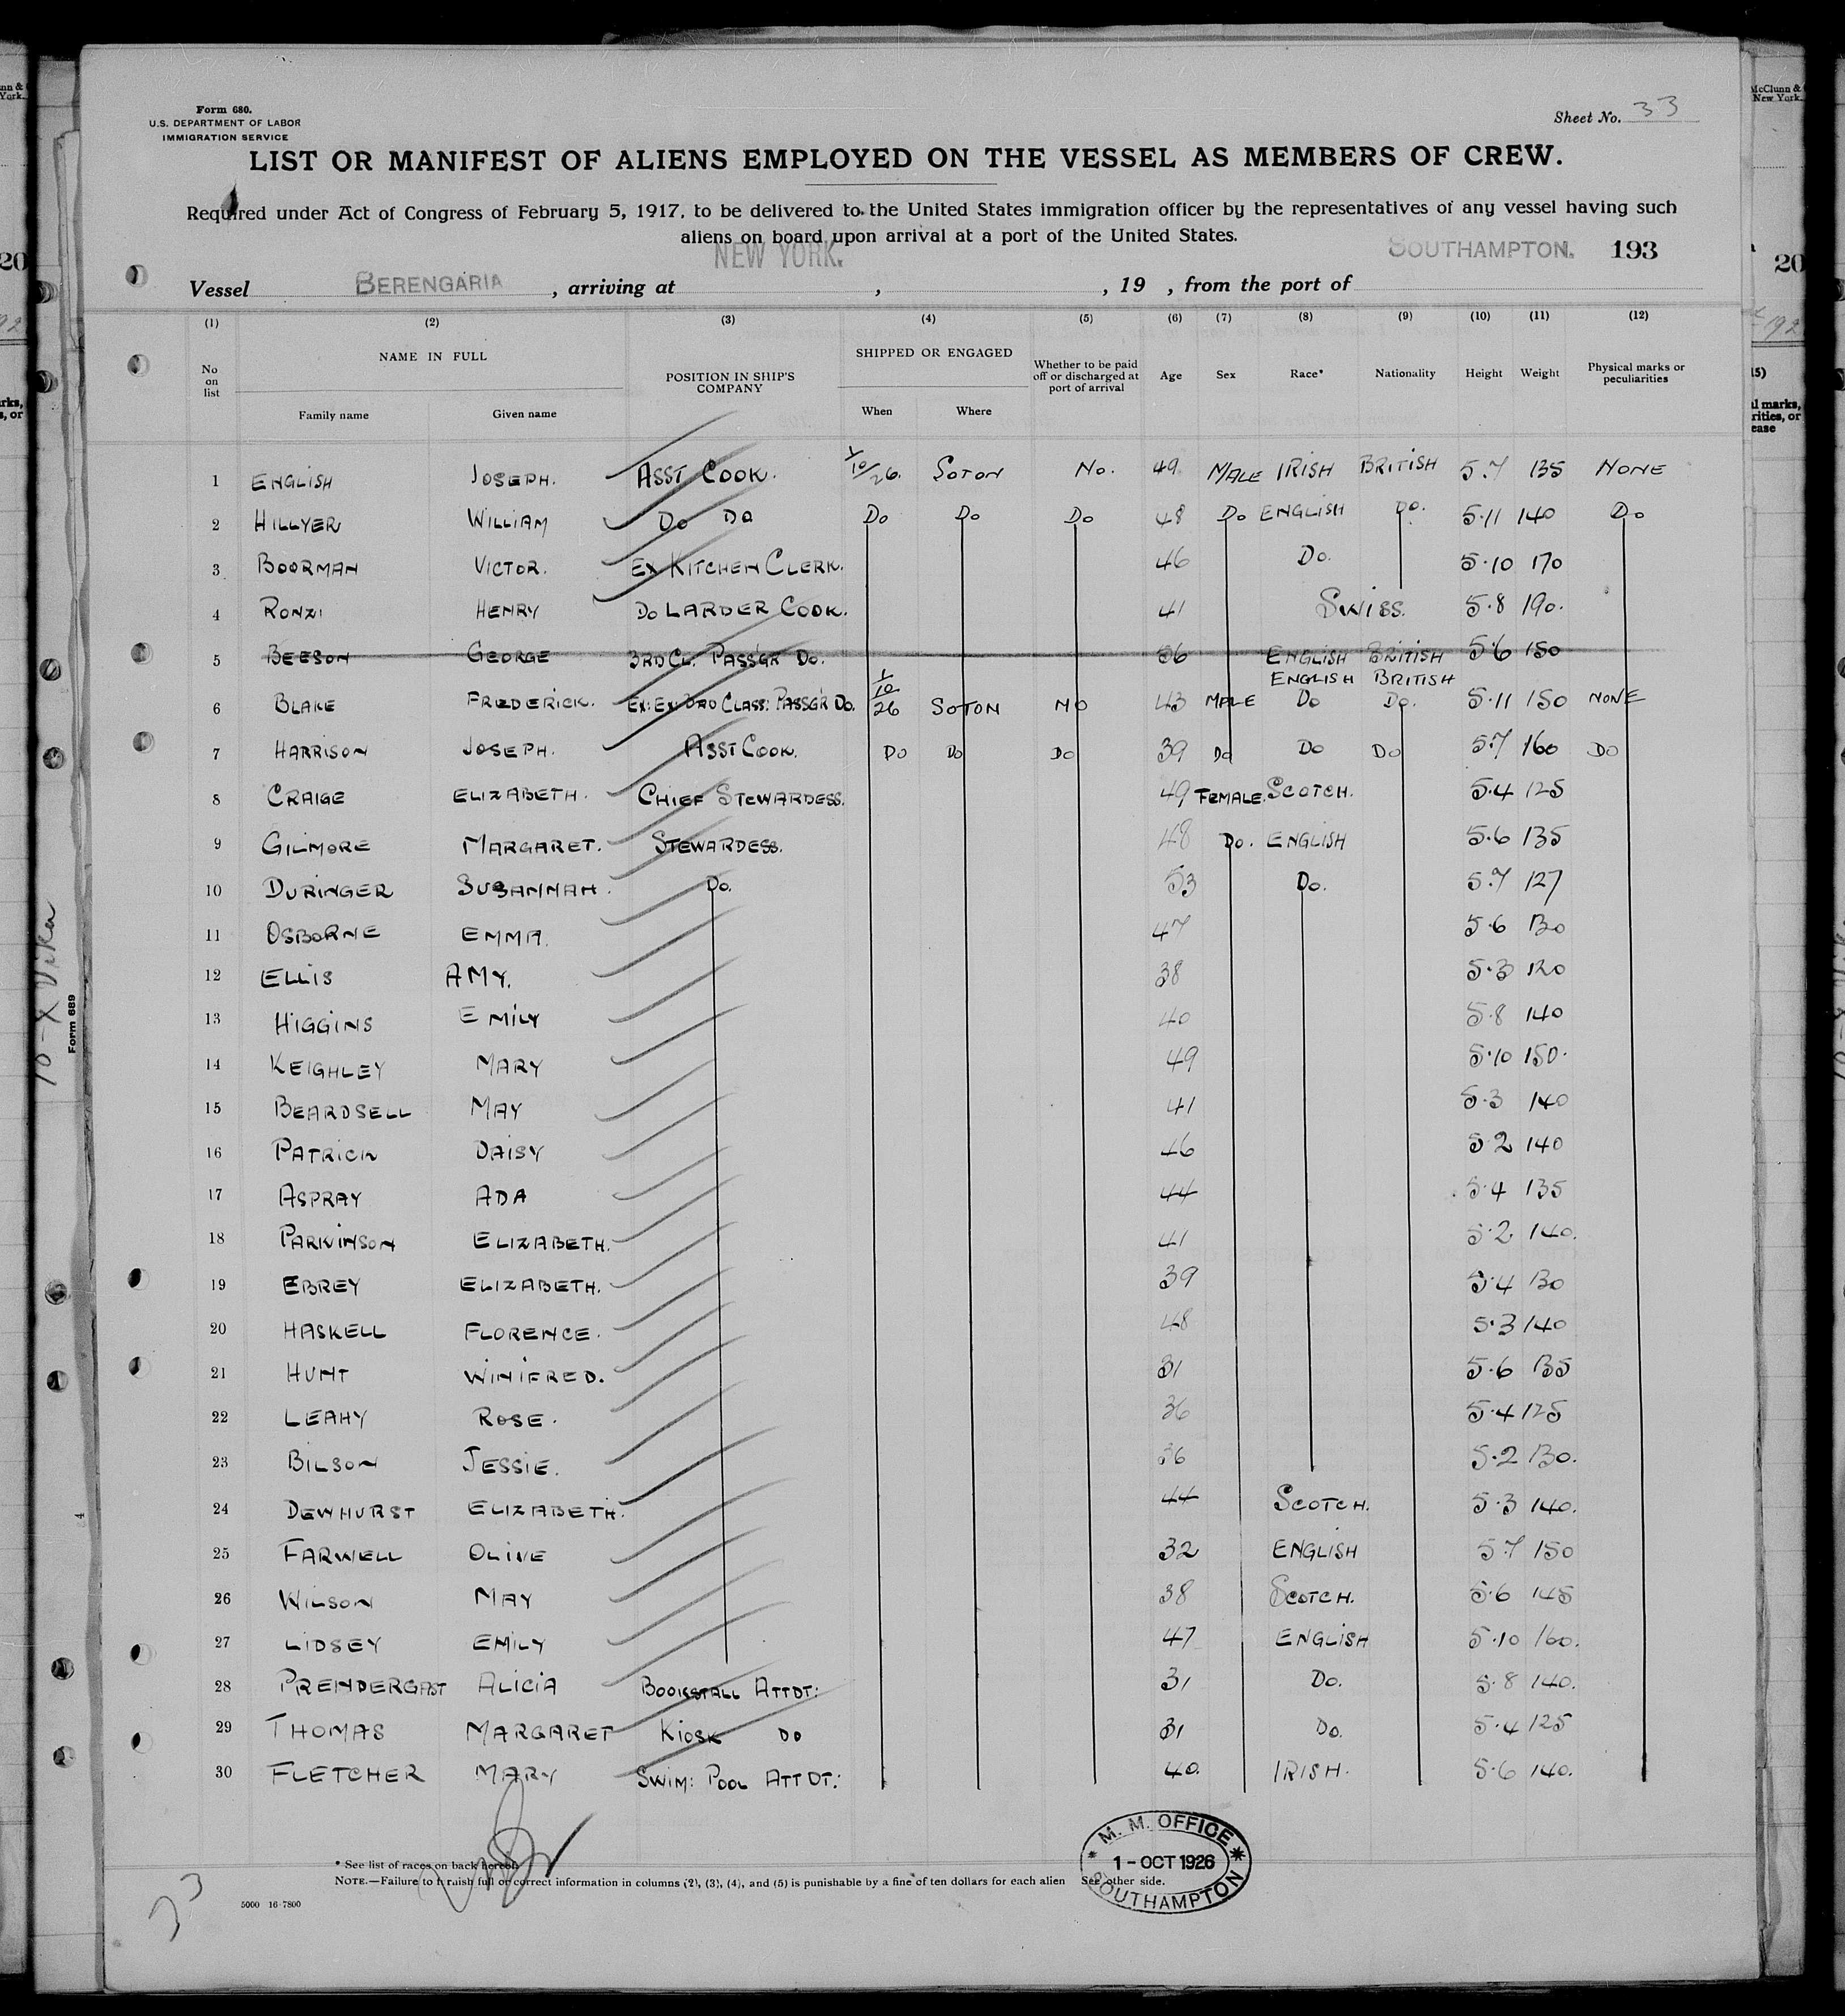 Form 680.
U.S. DEPARTMENT OF LABOR
IMMIGRATION SERVICE
Sheet No. 33
LIST OR MANIFEST OF ALIENS EMPLOYED ON THE VESSEL AS MEMBERS OF CREW.
Required under Act of Congress of February 5, 1917, to be delivered to the United States immigration officer by the representatives of any vessel having such
aliens on board upon arrival at a port of the United States.
Vessel BERENGARIA, arriving at NEW YORK. , , 19 , from the port of SOUTHAMPTON. 193
(1) (2) (3) (4) (5) (6) (7) (8) (9) (10) (11) (12)
No on list NAME IN FULL Family name Given name POSITION IN SHIP'S COMPANY SHIPPED OR ENGAGED When Where Whether to be paid off or discharged at port of arrival Age Sex Race* Nationality Height Weight Physical marks or peculiarities
1 ENGLISH JOSEPH. ASST COOK. 1/10/26. SOTON No. 49 MALE IRISH BRITISH 5.7 135 NONE
2 HILLYER WILLIAM Do Do Do Do Do 48 Do ENGLISH Do. 5.11 140 Do
3 BOORMAN VICTOR. EX KITCHEN CLERK. 46 Do. 5.10 170
4 RONZI HENRY Do LARDER COOK. 41 SWISS. 5.8 190.
5 BEESON GEORGE 3RD CL: PASSGR Do. 36 ENGLISH BRITISH 5.6 150
ENGLISH BRITISH
6 BLAKE FREDERICK. EX: EX 3RD CLASS: PASSGR Do. 1/10/26 SOTON NO 43 MALE Do Do. 5.11 150 NONE
7 HARRISON JOSEPH. ASST COOK. DO DO DO 39 DO Do DO 5.7 160 DO
8 CRAIGE ELIZABETH. CHIEF STEWARDESS. 49 FEMALE. SCOTCH. 5.4 125
9 GILMORE MARGARET. STEWARDESS. 48 Do. ENGLISH 5.6 135
10 DURINGER SUSANNAH. Do. 53 Do. 5.7 127
11 OSBORNE EMMA. 47 5.6 130
12 ELLIS AMY. 38 5.3 120
13 HIGGINS EMILY 40 5.8 140
14 KEIGHLEY MARY 49 5.10 150.
15 BEARDSELL MAY 41 5.3 140
16 PATRICK DAISY 46 5 2 140
17 ASPRAY ADA 44 5.4 135
18 PARKINSON ELIZABETH. 41 5.2 140.
19 EBREY ELIZABETH. 39 5.4 130
20 HASKELL FLORENCE. 48 5.3 140
21 HUNT WINIFRED. 31 5.6 135
22 LEAHY ROSE. 36 5.4 125
23 BILSON JESSIE. 36 5.2 130.
24 DEWHURST ELIZABETH. 44 SCOTCH. 5.3 140.
25 FARWELL OLIVE 32 ENGLISH 5.7 150
26 WILSON MAY 38 SCOTCH. 5.6 145
27 LIDSEY EMILY 47 ENGLISH 5.10 160.
28 PRENDERGAST ALICIA BOOKSTALL ATTDT: 31 Do. 5.8 140.
29 THOMAS MARGARET KIOSK DO 31 Do. 5.4 125
30 FLETCHER MARY SWIM: POOL ATTDT: 40. IRISH. 5.6 140.
* See list of races on back hereof.
NOTE.—Failure to furnish full or correct information in columns (2), (3), (4), and (5) is punishable by a fine of ten dollars for each alien See other side.
5000 16-7800
33
M. M. OFFICE
1-OCT 1926
SOUTHAMPTON
Form 689